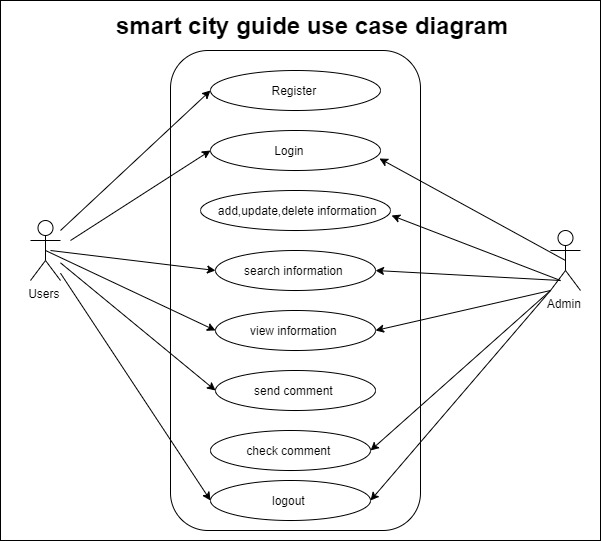 smart city guide use case diagram
Register
Login
add,update,delete information
search information
Users
Admin
view information
send comment
check comment
logout